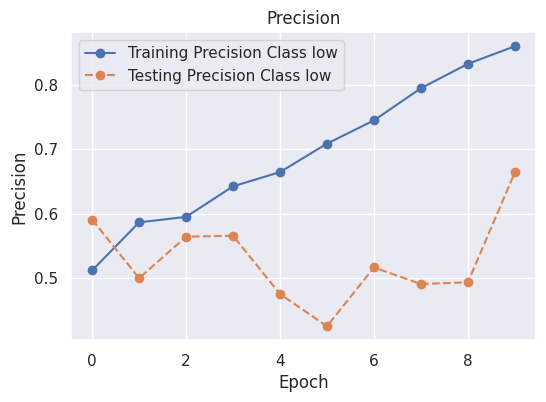 Precision
Training Precision Class low
Testing Precision Class low
Precision
0.8
0.7
0.6
0.5
0 2 4 6 8
Epoch